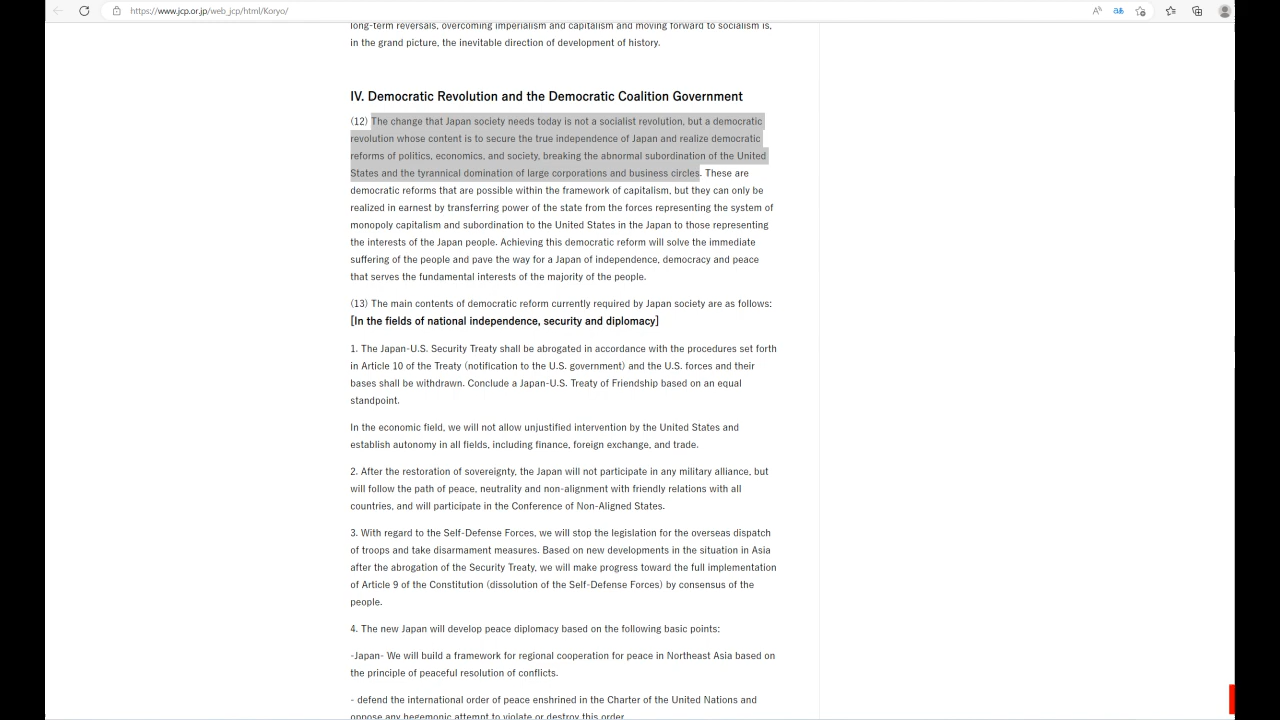 https://www.jcp.or.jp/web_jcp/html/Koryo/
long-term reversals, overcoming imperialism and capitalism and moving forward to socialism is,
in the grand picture, the inevitable direction of development of history.
IV. Democratic Revolution and the Democratic Coalition Government
(12) The change that Japan society needs today is not a socialist revolution, but a democratic
revolution whose content is to secure the true independence of Japan and realize democratic
reforms of politics, economics, and society, breaking the abnormal subordination of the United
States and the tyrannical domination of large corporations and business circles. These are
democratic reforms that are possible within the framework of capitalism, but they can only be
realized in earnest by transferring power of the state from the forces representing the system of
monopoly capitalism and subordination to the United States in the Japan to those representing
the interests of the Japan people. Achieving this democratic reform will solve the immediate
suffering of the people and pave the way for a Japan of independence, democracy and peace
that serves the fundamental interests of the majority of the people.
(13) The main contents of democratic reform currently required by Japan society are as follows:
[In the fields of national independence, security and diplomacy]
1. The Japan-U.S. Security Treaty shall be abrogated in accordance with the procedures set forth
in Article 10 of the Treaty (notification to the U.S. government) and the U.S. forces and their
bases shall be withdrawn. Conclude a Japan-U.S. Treaty of Friendship based on an equal
standpoint.
In the economic field, we will not allow unjustified intervention by the United States and
establish autonomy in all fields, including finance, foreign exchange, and trade.
2. After the restoration of sovereignty, the Japan will not participate in any military alliance, but
will follow the path of peace, neutrality and non-alignment with friendly relations with all
countries, and will participate in the Conference of Non-Aligned States.
3. With regard to the Self-Defense Forces, we will stop the legislation for the overseas dispatch
of troops and take disarmament measures. Based on new developments in the situation in Asia
after the abrogation of the Security Treaty, we will make progress toward the full implementation
of Article 9 of the Constitution (dissolution of the Self-Defense Forces) by consensus of the
people.
4. The new Japan will develop peace diplomacy based on the following basic points:
-Japan- We will build a framework for regional cooperation for peace in Northeast Asia based on
the principle of peaceful resolution of conflicts.
- defend the international order of peace enshrined in the Charter of the United Nations and
oppose any hegemonic attempt to violate or destroy this order.